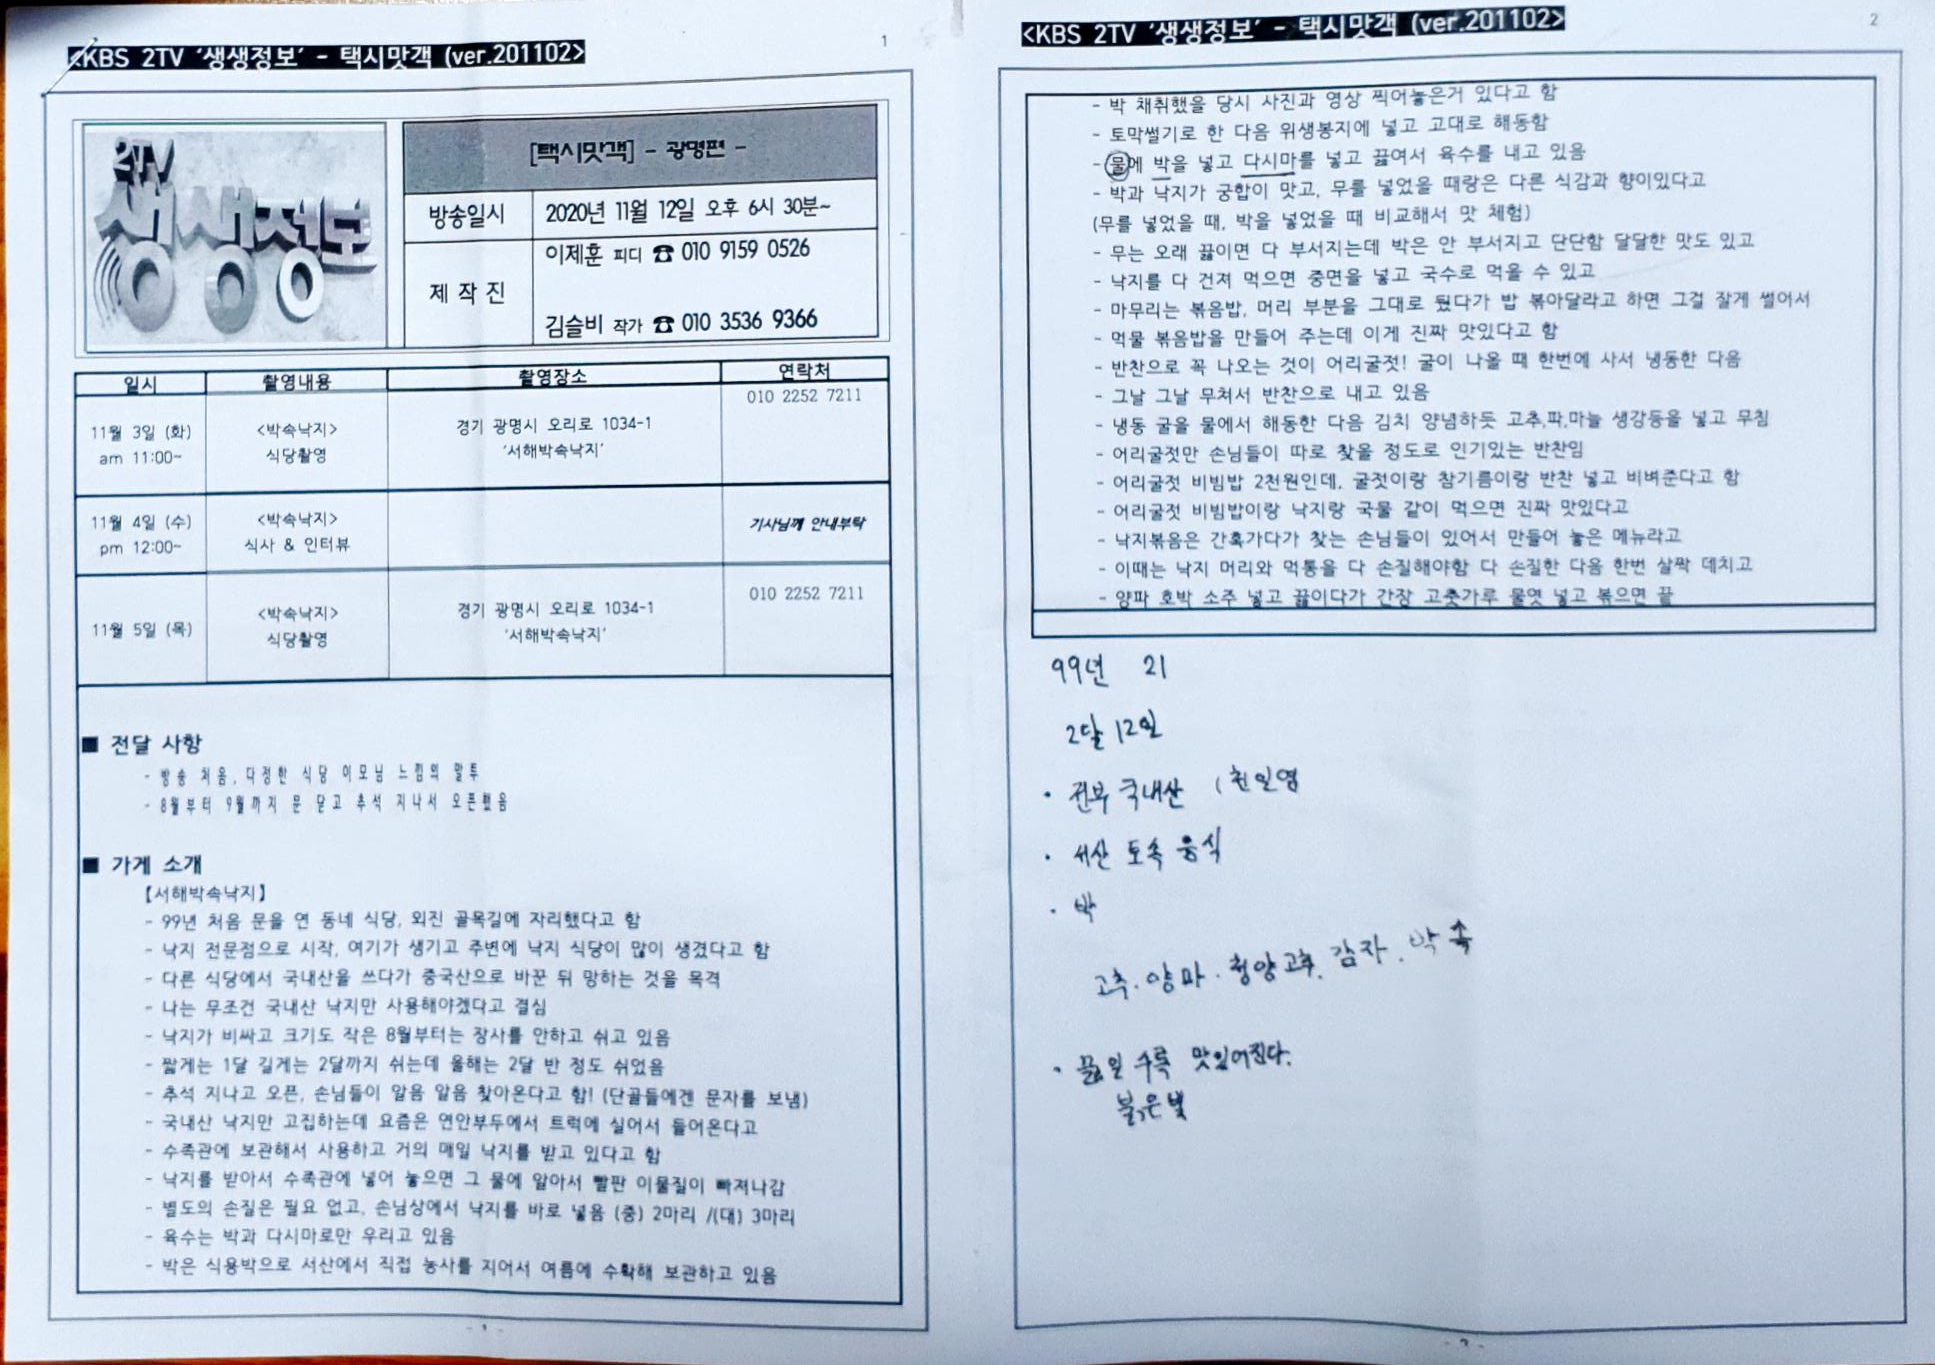 <KBS 2TV '생생정보' - 택시맛객 (ver.201102>
1
2TV
생생정보
[택시맛객] - 광명편 -
방송일시
2020년 11월 12일 오후 6시 30분~
제 작 진
이제훈 피디 ☎ 010 9159 0526
김슬비 작가 ☎ 010 3536 9366
일시 촬영내용 촬영장소 연락처
11월 3일 (화)
am 11:00~
<박속낙지>
식당촬영
경기 광명시 오리로 1034-1
'서해박속낙지'
010 2252 7211
11월 4일 (수)
pm 12:00~
<박속낙지>
식사 & 인터뷰
기사님께 안내부탁
11월 5일 (목)
<박속낙지>
식당촬영
경기 광명시 오리로 1034-1
'서해박속낙지'
010 2252 7211
■ 전달 사항
- 방송 처음, 다정한 식당 이모님 느낌의 말투
- 8월부터 9월까지 문 닫고 추석 지나서 오픈했음
■ 가게 소개
【서해박속낙지】
- 99년 처음 문을 연 동네 식당, 외진 골목길에 자리했다고 함
- 낙지 전문점으로 시작, 여기가 생기고 주변에 낙지 식당이 많이 생겼다고 함
- 다른 식당에서 국내산을 쓰다가 중국산으로 바꾼 뒤 망하는 것을 목격
- 나는 무조건 국내산 낙지만 사용해야겠다고 결심
- 낙지가 비싸고 크기도 작은 8월부터는 장사를 안하고 쉬고 있음
- 짧게는 1달 길게는 2달까지 쉬는데 올해는 2달 반 정도 쉬었음
- 추석 지나고 오픈, 손님들이 알음 알음 찾아온다고 함! (단골들에겐 문자를 보냄)
- 국내산 낙지만 고집하는데 요즘은 연안부두에서 트럭에 실어서 들어온다고
- 수족관에 보관해서 사용하고 거의 매일 낙지를 받고 있다고 함
- 낙지를 받아서 수족관에 넣어 놓으면 그 물에 알아서 빨판 이물질이 빠져나감
- 별도의 손질은 필요 없고, 손님상에서 낙지를 바로 넣음 (중) 2마리 /(대) 3마리
- 육수는 박과 다시마로만 우리고 있음
- 박은 식용박으로 서산에서 직접 농사를 지어서 여름에 수확해 보관하고 있음
- 1 -
<KBS 2TV '생생정보' - 택시맛객 (ver.201102>
2
- 박 채취했을 당시 사진과 영상 찍어놓은거 있다고 함
- 토막썰기로 한 다음 위생봉지에 넣고 고대로 해동함
- 물에 박을 넣고 다시마를 넣고 끓여서 육수를 내고 있음
- 박과 낙지가 궁합이 맞고, 무를 넣었을 때랑은 다른 식감과 향이있다고
(무를 넣었을 때, 박을 넣었을 때 비교해서 맛 체험)
- 무는 오래 끓이면 다 부서지는데 박은 안 부서지고 단단함 달달한 맛도 있고
- 낙지를 다 건져 먹으면 중면을 넣고 국수로 먹을 수 있고
- 마무리는 볶음밥, 머리 부분을 그대로 뒀다가 밥 볶아달라고 하면 그걸 잘게 썰어서
- 먹물 볶음밥을 만들어 주는데 이게 진짜 맛있다고 함
- 반찬으로 꼭 나오는 것이 어리굴젓! 굴이 나올 때 한번에 사서 냉동한 다음
- 그날 그날 무쳐서 반찬으로 내고 있음
- 냉동 굴을 물에서 해동한 다음 김치 양념하듯 고추,파,마늘 생강등을 넣고 무침
- 어리굴젓만 손님들이 따로 찾을 정도로 인기있는 반찬임
- 어리굴젓 비빔밥 2천원인데, 굴젓이랑 참기름이랑 반찬 넣고 비벼준다고 함
- 어리굴젓 비빔밥이랑 낙지랑 국물 같이 먹으면 진짜 맛있다고
- 낙지볶음은 간혹가다가 찾는 손님들이 있어서 만들어 놓은 메뉴라고
- 이때는 낙지 머리와 먹통을 다 손질해야함 다 손질한 다음 한번 살짝 데치고
- 양파 호박 소주 넣고 끓이다가 간장 고춧가루 물엿 넣고 볶으면 끝
99년 21
2달 12일
· 전부 국내산 ( 천일염
· 서산 토속 음식
· 박
고추. 양파. 청양고추. 감자. 박속
· 끓일수록 맛있어진다.
붉은빛
- 2 -